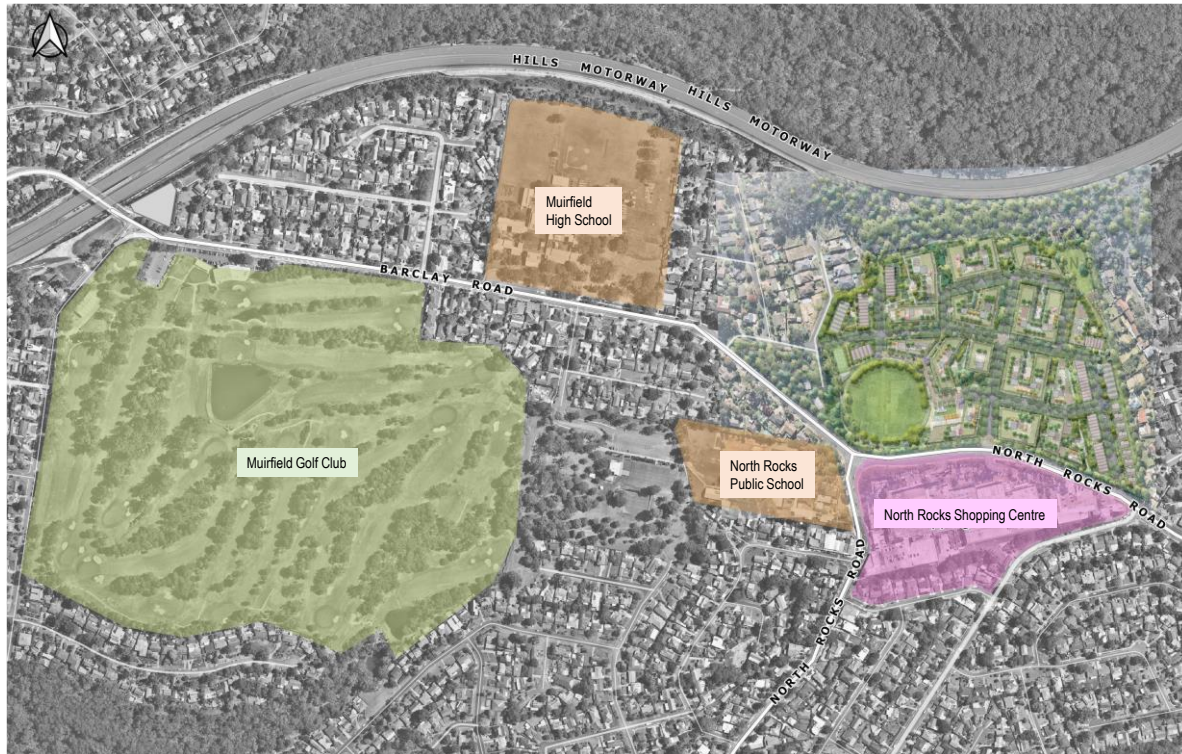 HILLS MOTORWAY HILLS
MOTORWAY
Muirfield
High School
BARCLAY ROAD
Muirfield Golf Club
North Rocks
Public School
NORTH ROCKS ROAD
North Rocks Shopping Centre
NORTH ROCKS ROAD